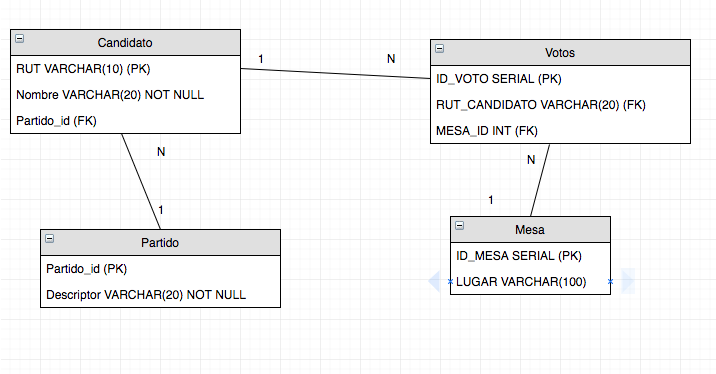 Candidato
RUT VARCHAR(10) (PK)
Nombre VARCHAR(20) NOT NULL
Partido_id (FK)
1
N
Votos
ID_VOTO SERIAL (PK)
RUT_CANDIDATO VARCHAR(20) (FK)
MESA_ID INT (FK)
N
1
N
1
Partido
Partido_id (PK)
Descriptor VARCHAR(20) NOT NULL
Mesa
ID_MESA SERIAL (PK)
LUGAR VARCHAR(100)